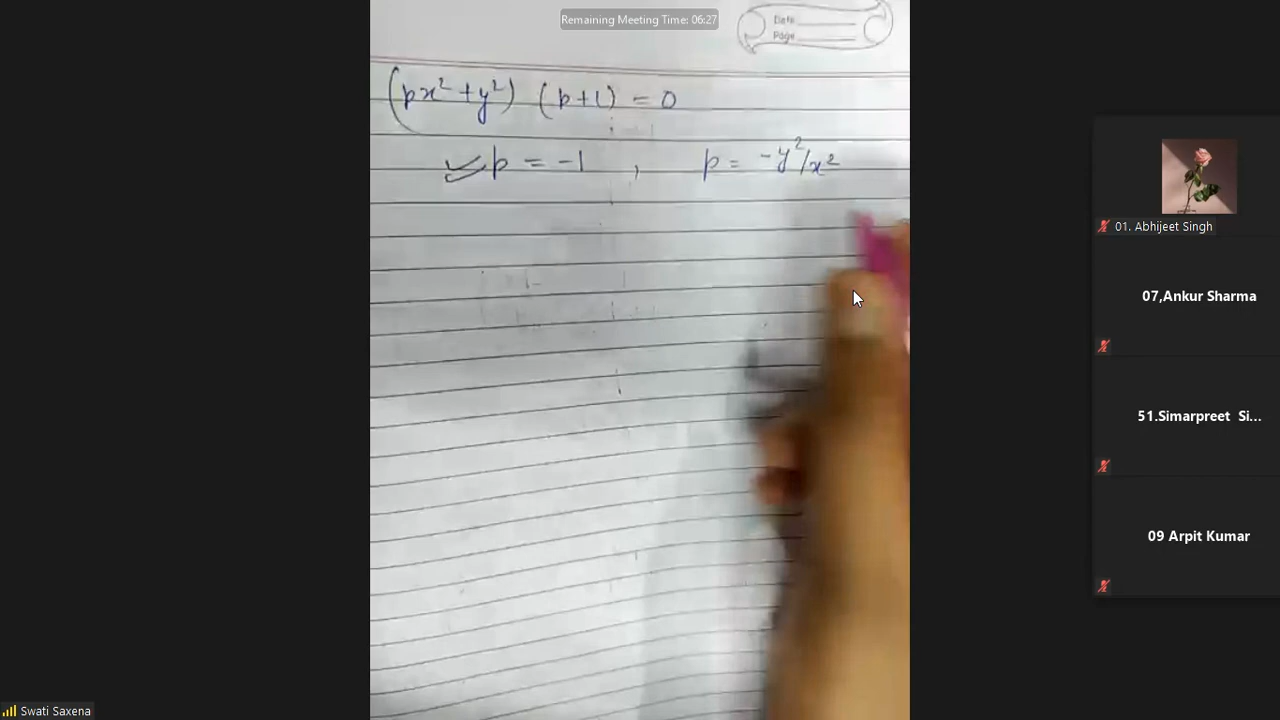 Remaining Meeting Time: 06:27
Date
Page
(px² + y²) (p+1) = 0
p = -1 , p = -y²/x²
01. Abhijeet Singh
07,Ankur Sharma
51.Simarpreet Si...
09 Arpit Kumar
Swati Saxena